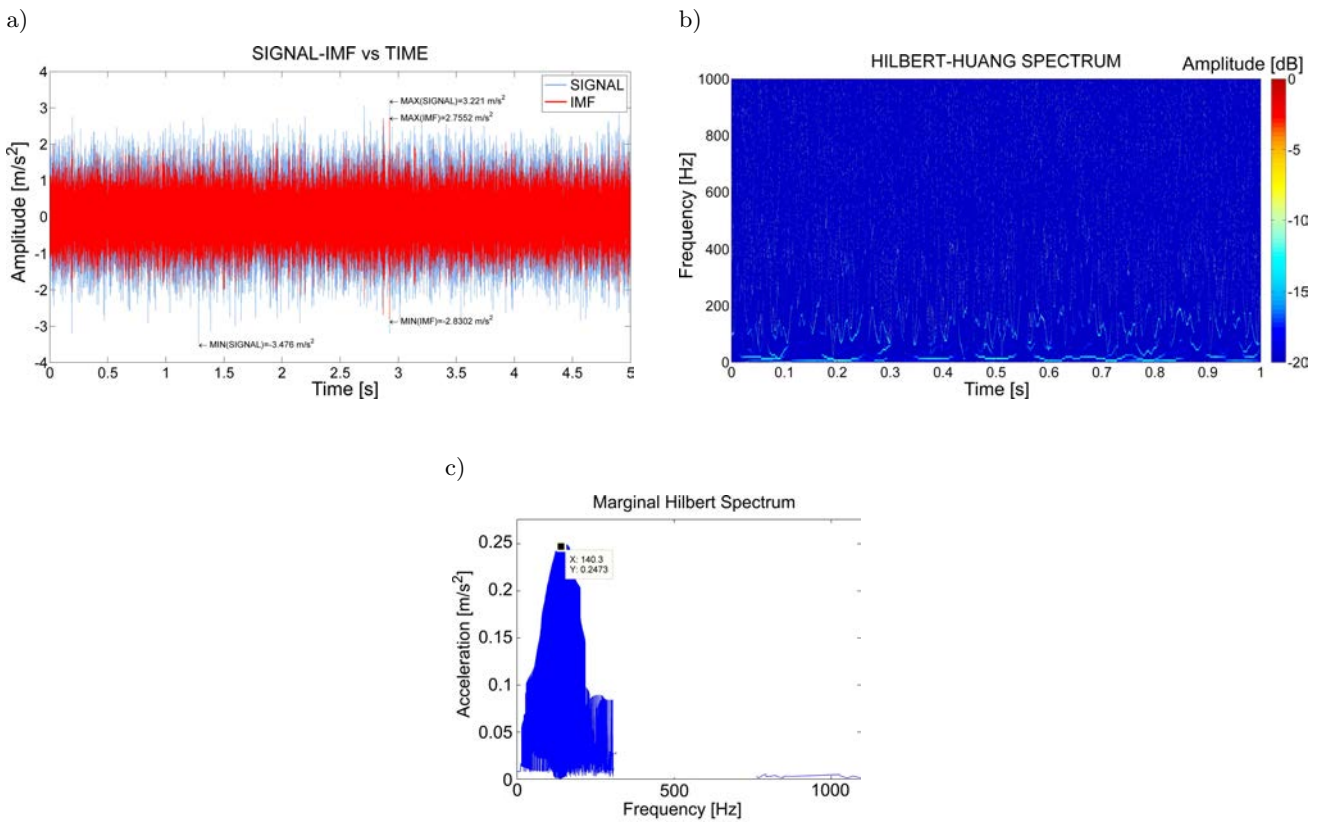 a)
SIGNAL-IMF vs TIME
4
3
2
1
0
-1
-2
-3
-4
Amplitude [m/s²]
SIGNAL
IMF
MAX(SIGNAL)=3.221 m/s²
MAX(IMF)=2.7552 m/s²
MIN(IMF)=-2.8302 m/s²
MIN(SIGNAL)=-3.476 m/s²
0 0.5 1 1.5 2 2.5 3 3.5 4 4.5 5
Time [s]
b)
HILBERT-HUANG SPECTRUM
Amplitude [dB]
1000
800
600
400
200
0
Frequency [Hz]
0
-5
-10
-15
-20
0 0.1 0.2 0.3 0.4 0.5 0.6 0.7 0.8 0.9 1
Time [s]
c)
Marginal Hilbert Spectrum
0.25
0.2
0.15
0.1
0.05
0
Acceleration [m/s²]
X: 140.3
Y: 0.2473
0 500 1000
Frequency [Hz]